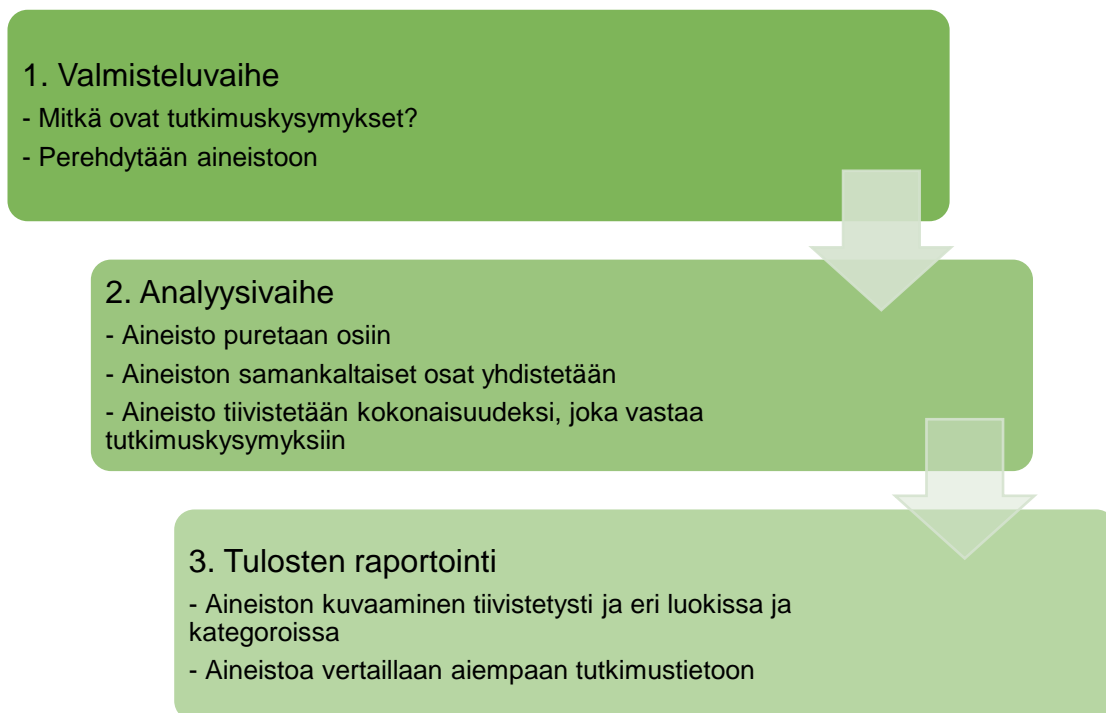 1. Valmisteluvaihe
- Mitkä ovat tutkimuskysymykset?
- Perehdytään aineistoon
2. Analyysivaihe
- Aineisto puretaan osiin
- Aineiston samankaltaiset osat yhdistetään
- Aineisto tiivistetään kokonaisuudeksi, joka vastaa
tutkimuskysymyksiin
3. Tulosten raportointi
- Aineiston kuvaaminen tiivistetysti ja eri luokissa ja
kategoroissa
- Aineistoa vertaillaan aiempaan tutkimustietoon